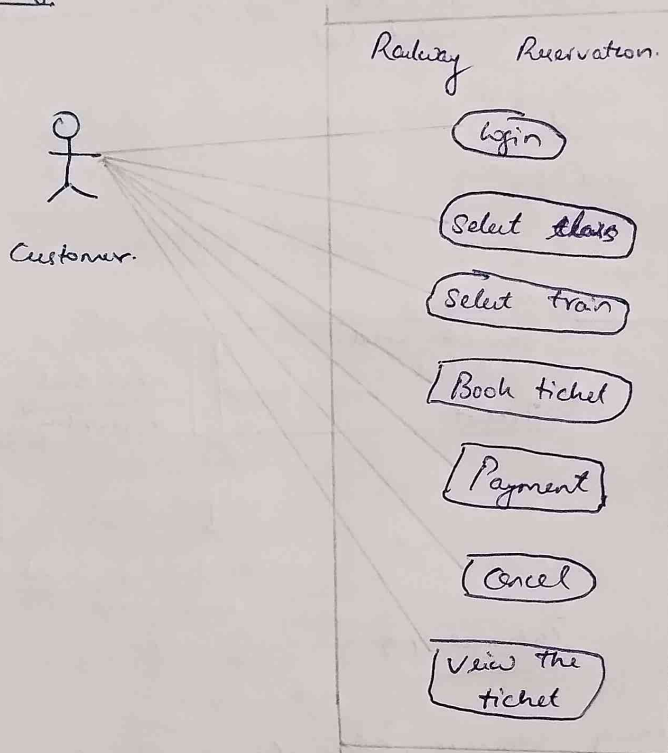 Railway Reservation.
Login
Select class
Customer.
Select train
Book ticket
Payment
Cancel
View the
ticket